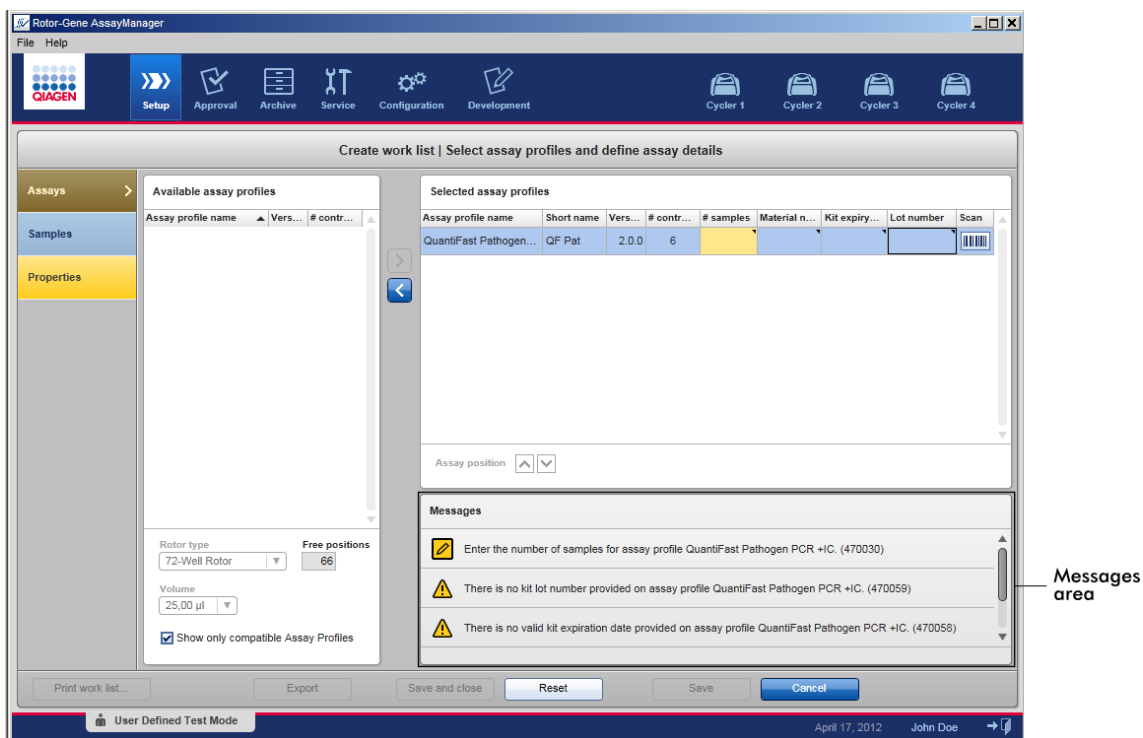 Rotor-Gene AssayManager
File Help
QIAGEN
Setup Approval Archive Service Configuration Development Cycler 1 Cycler 2 Cycler 3 Cycler 4
Create work list | Select assay profiles and define assay details
Assays
Samples
Properties
Available assay profiles
Assay profile name Vers... # contr...
Selected assay profiles
Assay profile name Short name Vers... # contr... # samples Material n... Kit expiry... Lot number Scan
QuantiFast Pathogen... QF Pat 2.0.0 6
Assay position
Rotor type Free positions
72-Well Rotor 66
Volume
25,00 µl
Show only compatible Assay Profiles
Messages
Enter the number of samples for assay profile QuantiFast Pathogen PCR +IC. (470030)
There is no kit lot number provided on assay profile QuantiFast Pathogen PCR +IC. (470059)
There is no valid kit expiration date provided on assay profile QuantiFast Pathogen PCR +IC. (470058)
Messages
area
Print work list... Export Save and close Reset Save Cancel
User Defined Test Mode April 17, 2012 John Doe